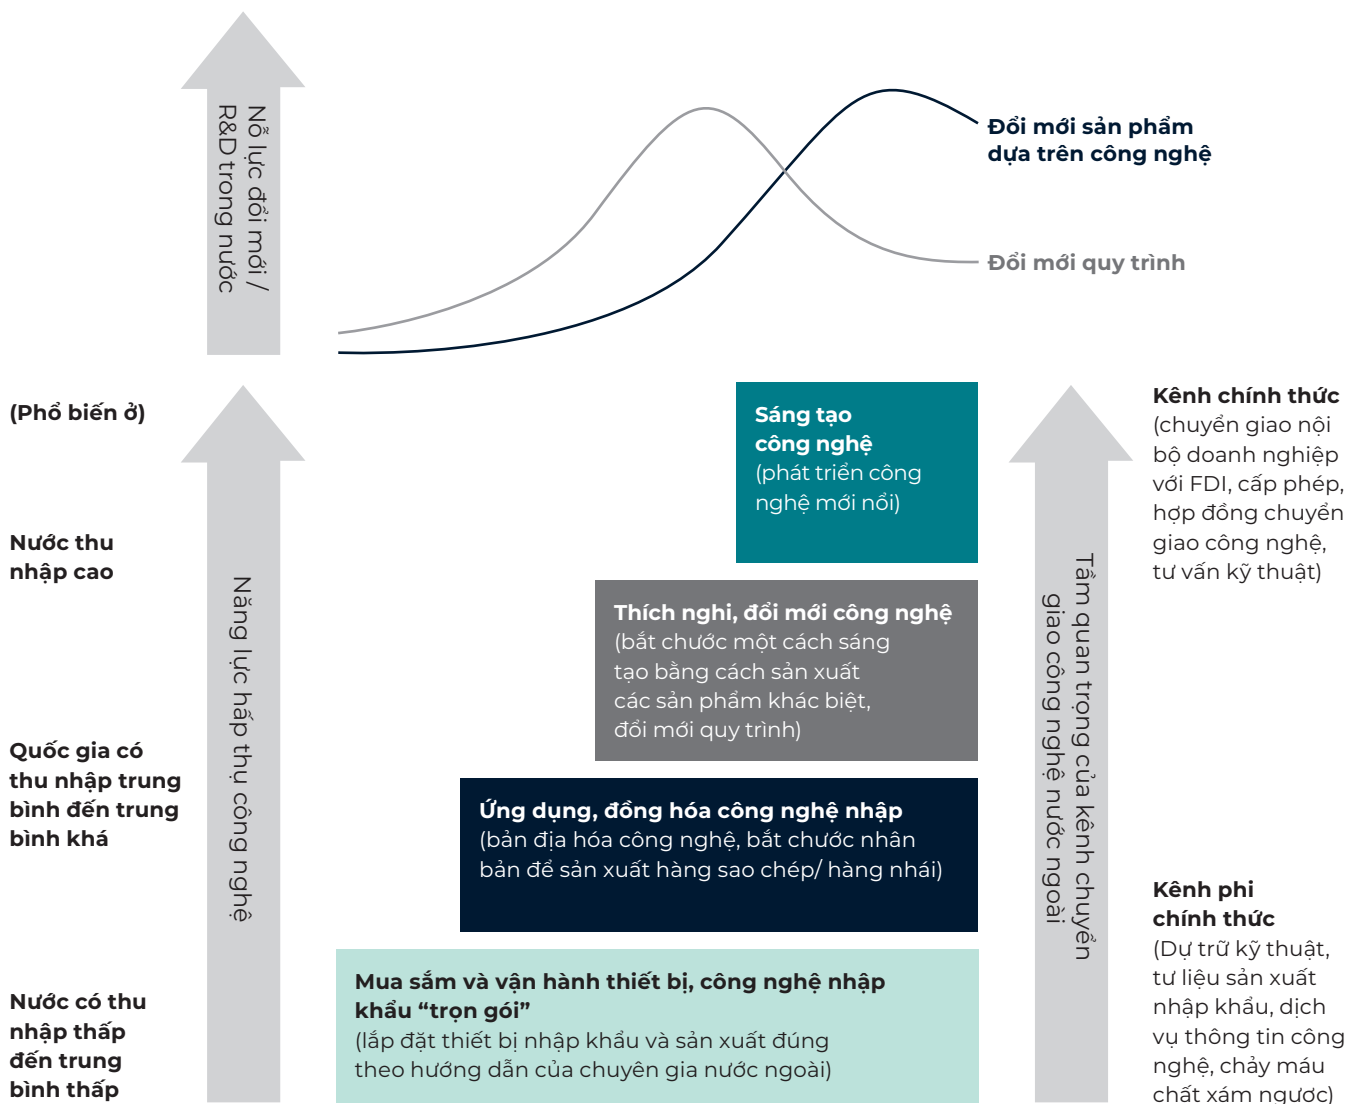 Nỗ lực đổi mới /
R&D trong nước
Đổi mới sản phẩm
dựa trên công nghệ
Đổi mới quy trình
(Phổ biến ở)
Nước thu
nhập cao
Quốc gia có
thu nhập trung
bình đến trung
bình khá
Nước có thu
nhập thấp
đến trung
bình thấp
Năng lực hấp thụ công nghệ
Sáng tạo
công nghệ
(phát triển công
nghệ mới nổi)
Thích nghi, đổi mới công nghệ
(bắt chước một cách sáng
tạo bằng cách sản xuất
các sản phẩm khác biệt,
đổi mới quy trình)
Ứng dụng, đồng hóa công nghệ nhập
(bản địa hóa công nghệ, bắt chước nhân
bản để sản xuất hàng sao chép/ hàng nhái)
Mua sắm và vận hành thiết bị, công nghệ nhập
khẩu “trọn gói”
(lắp đặt thiết bị nhập khẩu và sản xuất đúng
theo hướng dẫn của chuyên gia nước ngoài)
Tầm quan trọng của kênh chuyển
giao công nghệ nước ngoài
Kênh chính thức
(chuyển giao nội
bộ doanh nghiệp
với FDI, cấp phép,
hợp đồng chuyển
giao công nghệ,
tư vấn kỹ thuật)
Kênh phi
chính thức
(Dự trữ kỹ thuật,
tư liệu sản xuất
nhập khẩu, dịch
vụ thông tin công
nghệ, chảy máu
chất xám ngược)